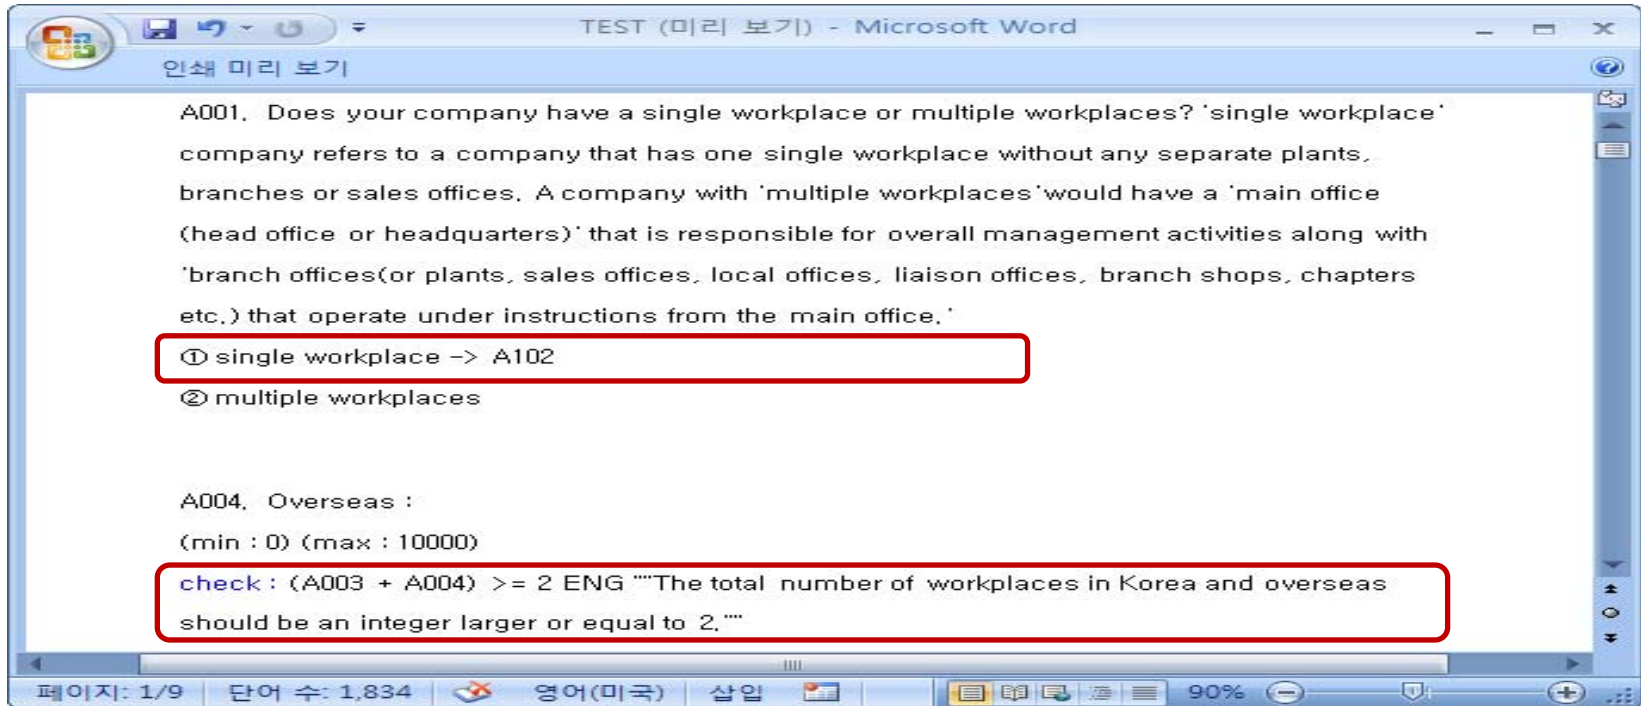 TEST (미리 보기) - Microsoft Word
인쇄 미리 보기
A001. Does your company have a single workplace or multiple workplaces? 'single workplace'
company refers to a company that has one single workplace without any separate plants,
branches or sales offices. A company with 'multiple workplaces'would have a 'main office
(head office or headquarters)' that is responsible for overall management activities along with
'branch offices(or plants, sales offices, local offices, liaison offices, branch shops, chapters
etc.) that operate under instructions from the main office.'
① single workplace -> A102
② multiple workplaces
A004. Overseas :
(min : 0) (max : 10000)
check : (A003 + A004) >= 2 ENG ""The total number of workplaces in Korea and overseas
should be an integer larger or equal to 2.""
페이지: 1/9 단어 수: 1,834 영어(미국) 삽입 90%